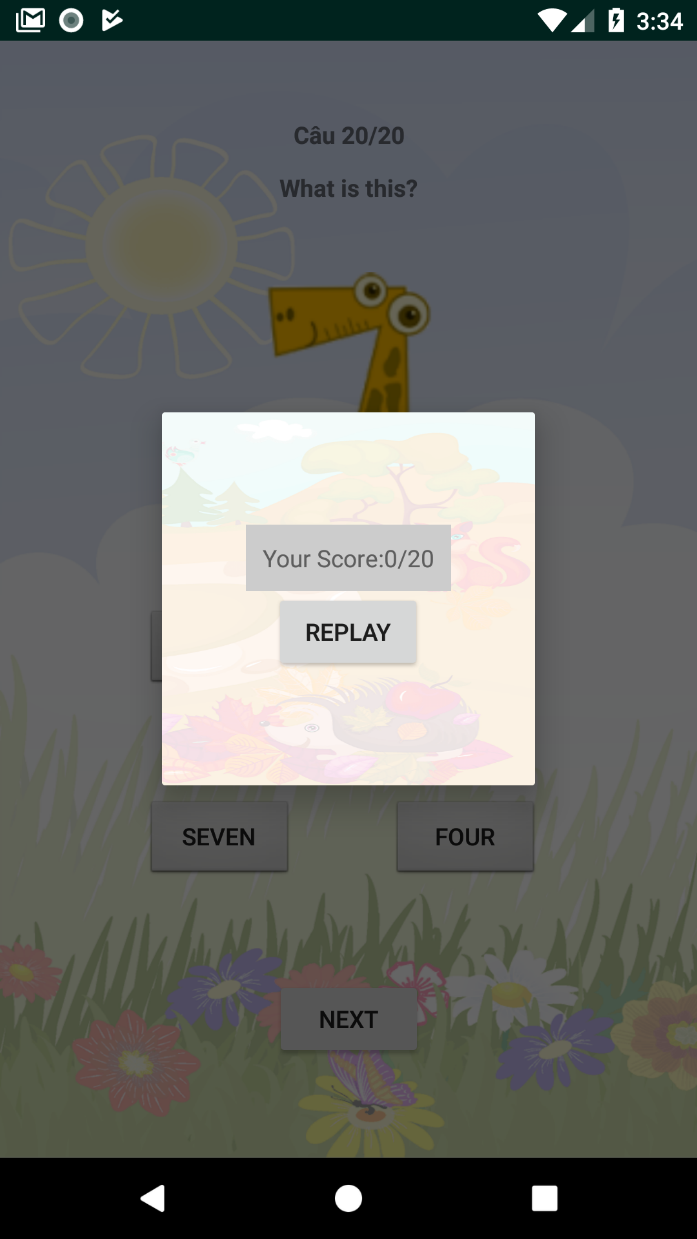 3:34
Câu 20/20
What is this?
Your Score:0/20
REPLAY
SEVEN
FOUR
NEXT